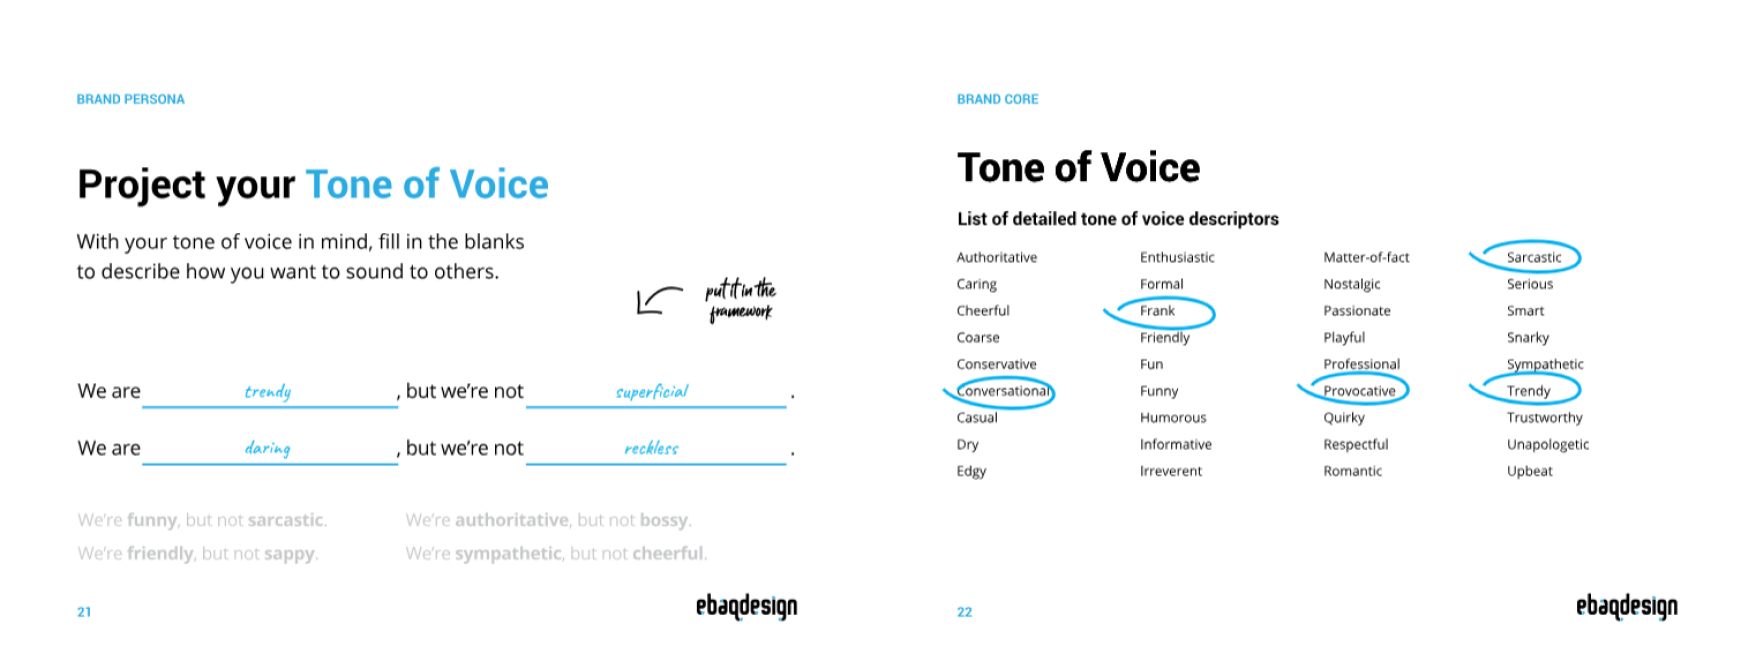 BRAND PERSONA
Project your Tone of Voice
With your tone of voice in mind, fill in the blanks
to describe how you want to sound to others.
put it in the
framework
We are trendy, but we're not superficial.
We are daring, but we're not reckless.
We're funny, but not sarcastic. We're authoritative, but not bossy.
We're friendly, but not sappy. We're sympathetic, but not cheerful.
21 ebaqdesign
BRAND CORE
Tone of Voice
List of detailed tone of voice descriptors
Authoritative Enthusiastic Matter-of-fact Sarcastic
Caring Formal Nostalgic Serious
Cheerful Frank Passionate Smart
Coarse Friendly Playful Snarky
Conservative Fun Professional Sympathetic
Conversational Funny Provocative Trendy
Casual Humorous Quirky Trustworthy
Dry Informative Respectful Unapologetic
Edgy Irreverent Romantic Upbeat
22 ebaqdesign